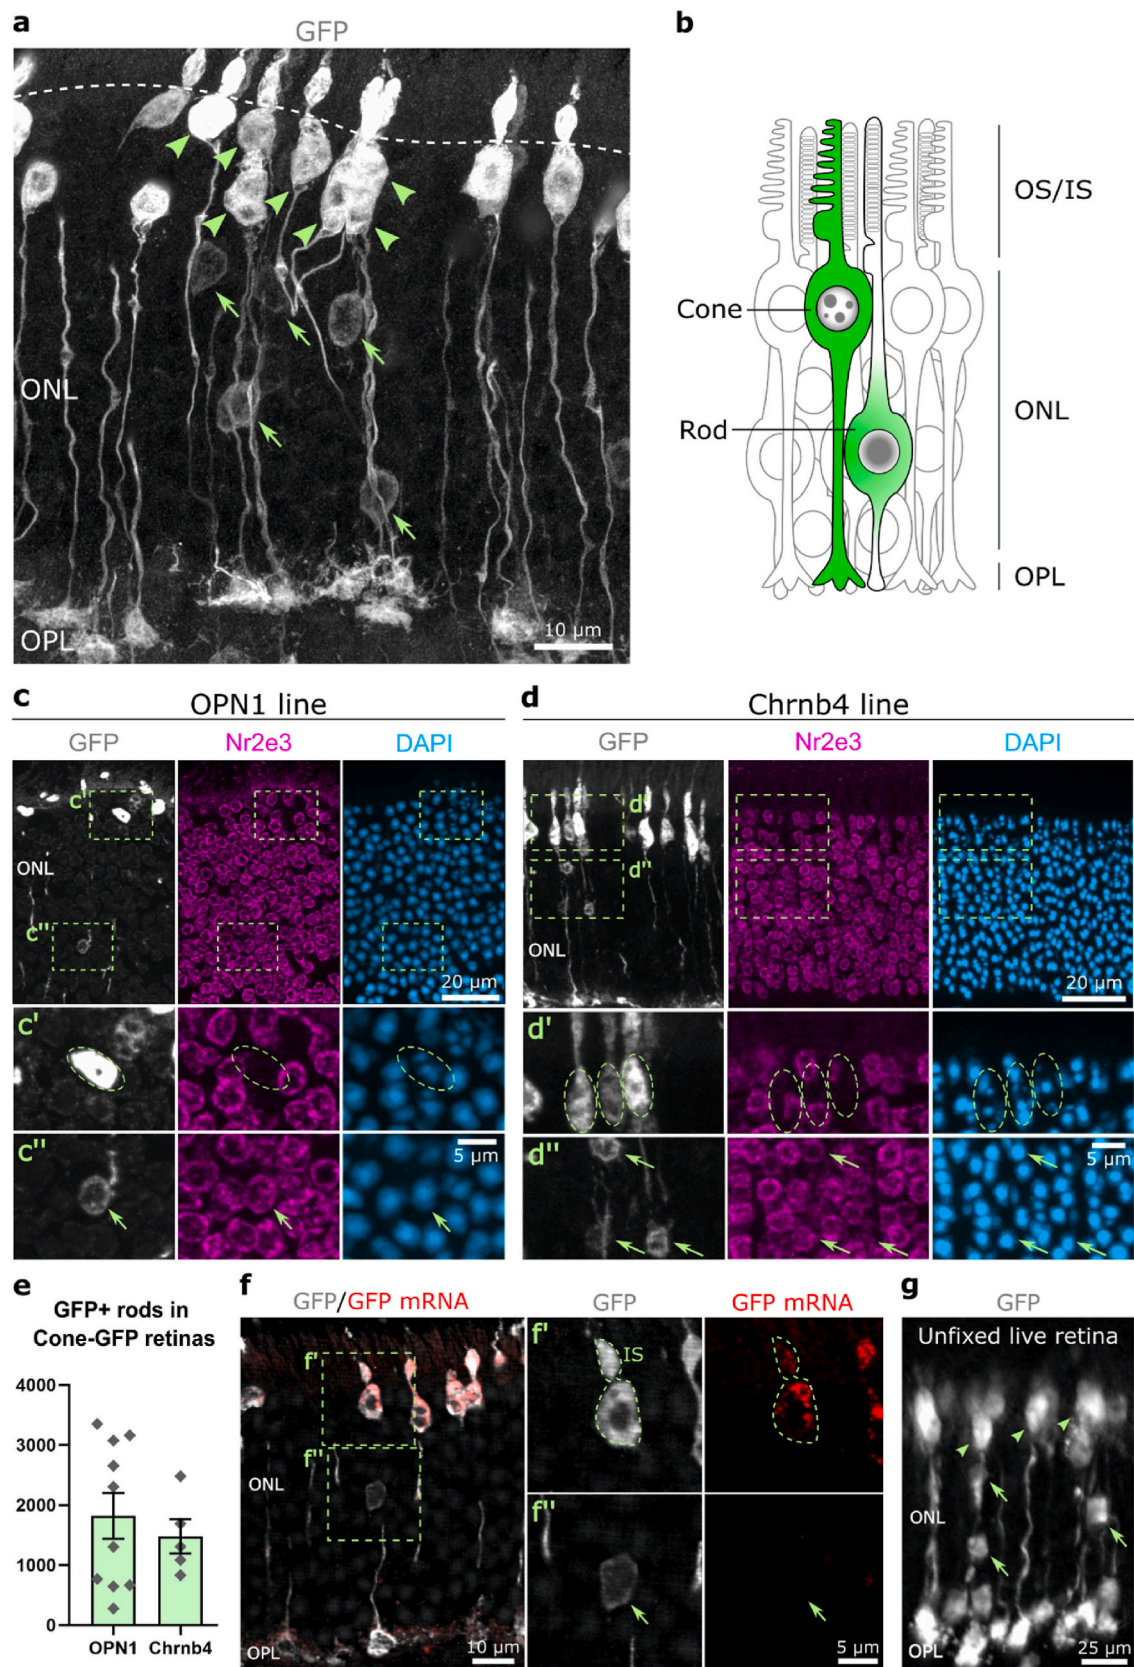 a
GFP
ONL
OPL
10 µm
b
OS/IS
Cone
ONL
Rod
OPL
c
OPN1 line
GFP
Nr2e3
DAPI
c'
ONL
c''
20 µm
c'
c''
5 µm
d
Chrnb4 line
GFP
Nr2e3
DAPI
d'
d''
ONL
20 µm
d'
d''
5 µm
e
GFP+ rods in
Cone-GFP retinas
4000
3000
2000
1000
0
OPN1 Chrnb4
f
GFP/GFP mRNA
GFP
GFP mRNA
f'
f''
ONL
OPL
10 µm
f'
IS
f''
5 µm
g
GFP
Unfixed live retina
ONL
OPL
25 µm